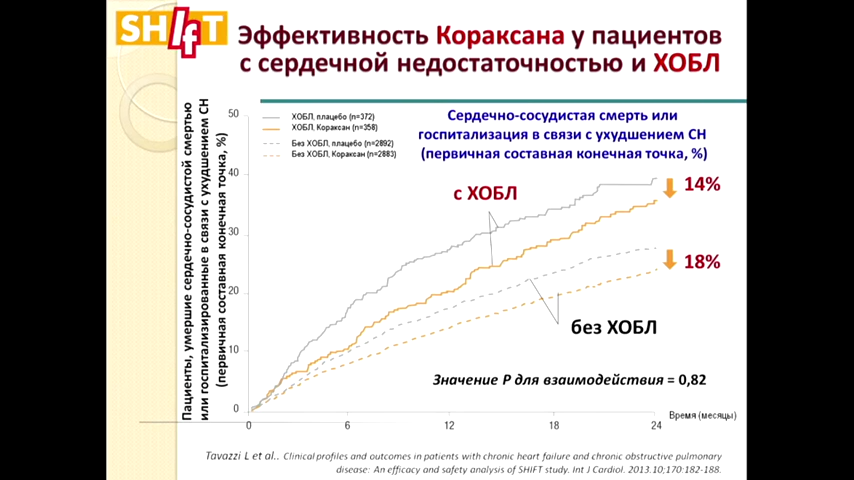 SHIfT
Эффективность Кораксана у пациентов
с сердечной недостаточностью и ХОБЛ
Пациенты, умершие сердечно-сосудистой смертью
или госпитализированные в связи с ухудшением СН
(первичная составная конечная точка, %)
50
40
30
20
10
0
ХОБЛ, плацебо (n=372)
ХОБЛ, Кораксан (n=358)
Без ХОБЛ, плацебо (n=2892)
Без ХОБЛ, Кораксан (n=2883)
Сердечно-сосудистая смерть или
госпитализация в связи с ухудшением СН
(первичная составная конечная точка, %)
с ХОБЛ
14%
18%
без ХОБЛ
Значение P для взаимодействия = 0,82
0
6
12
18
24
Время (месяцы)
Tavazzi L et al.. Clinical profiles and outcomes in patients with chronic heart failure and chronic obstructive pulmonary
disease: An efficacy and safety analysis of SHIFT study. Int J Cardiol. 2013.10;170:182-188.